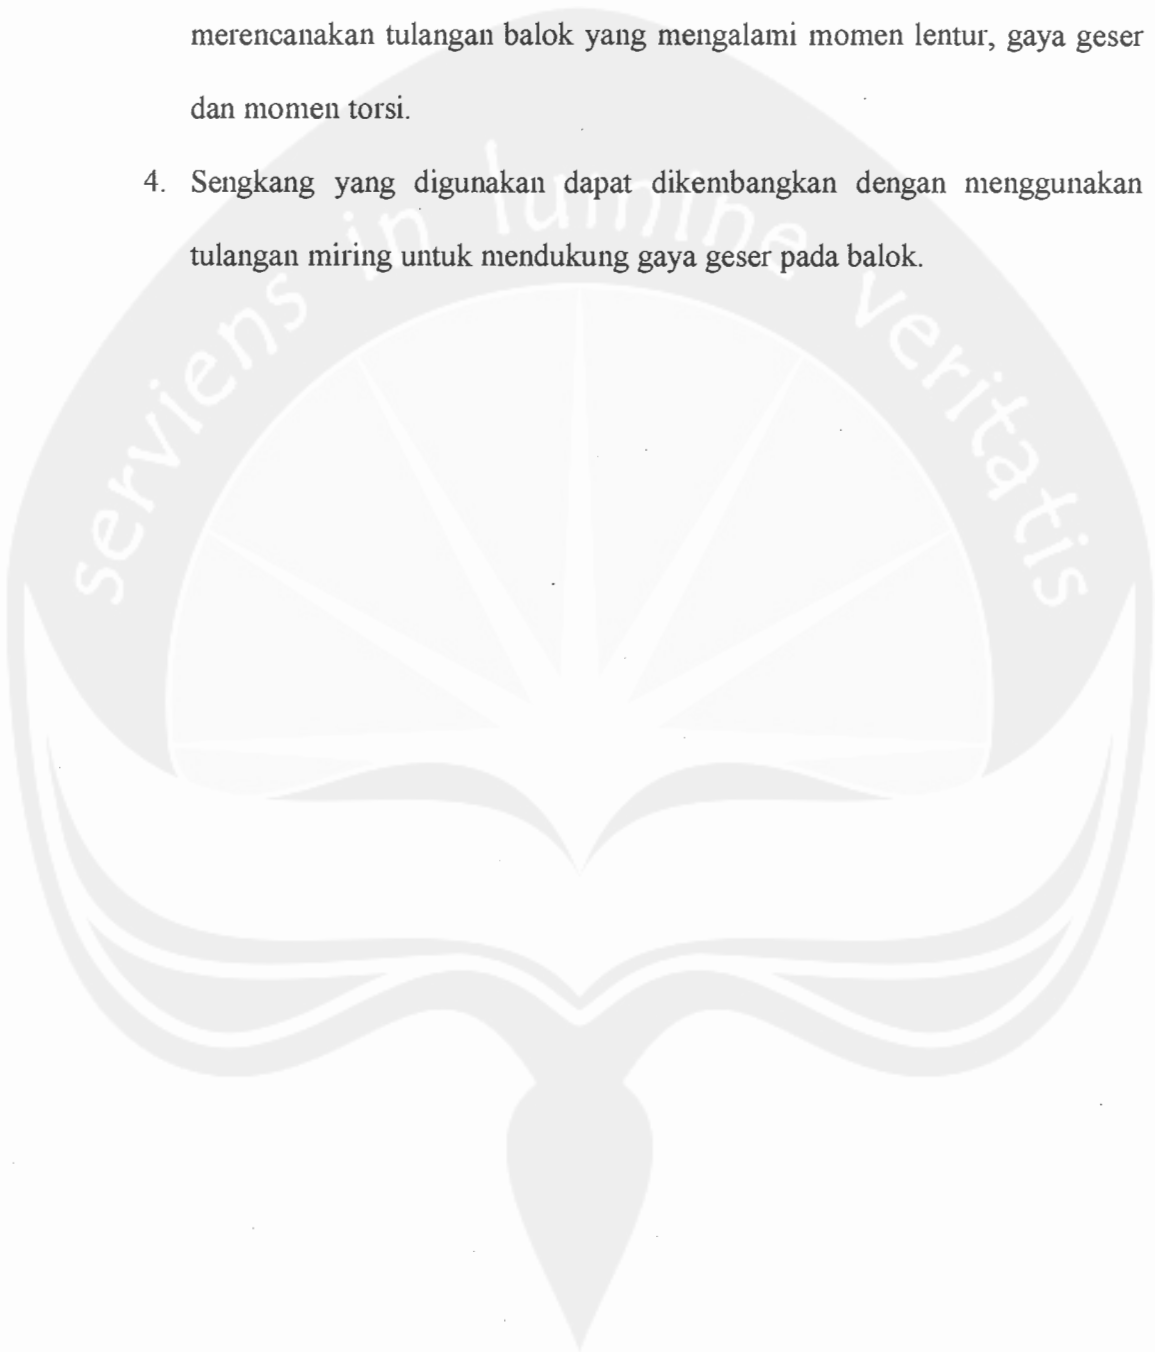 merencanakan tulangan balok yang mengalami momen lentur, gaya geser
dan momen torsi.
4. Sengkang yang digunakan dapat dikembangkan dengan menggunakan
tulangan miring untuk mendukung gaya geser pada balok.
serviens in lumine veritatis